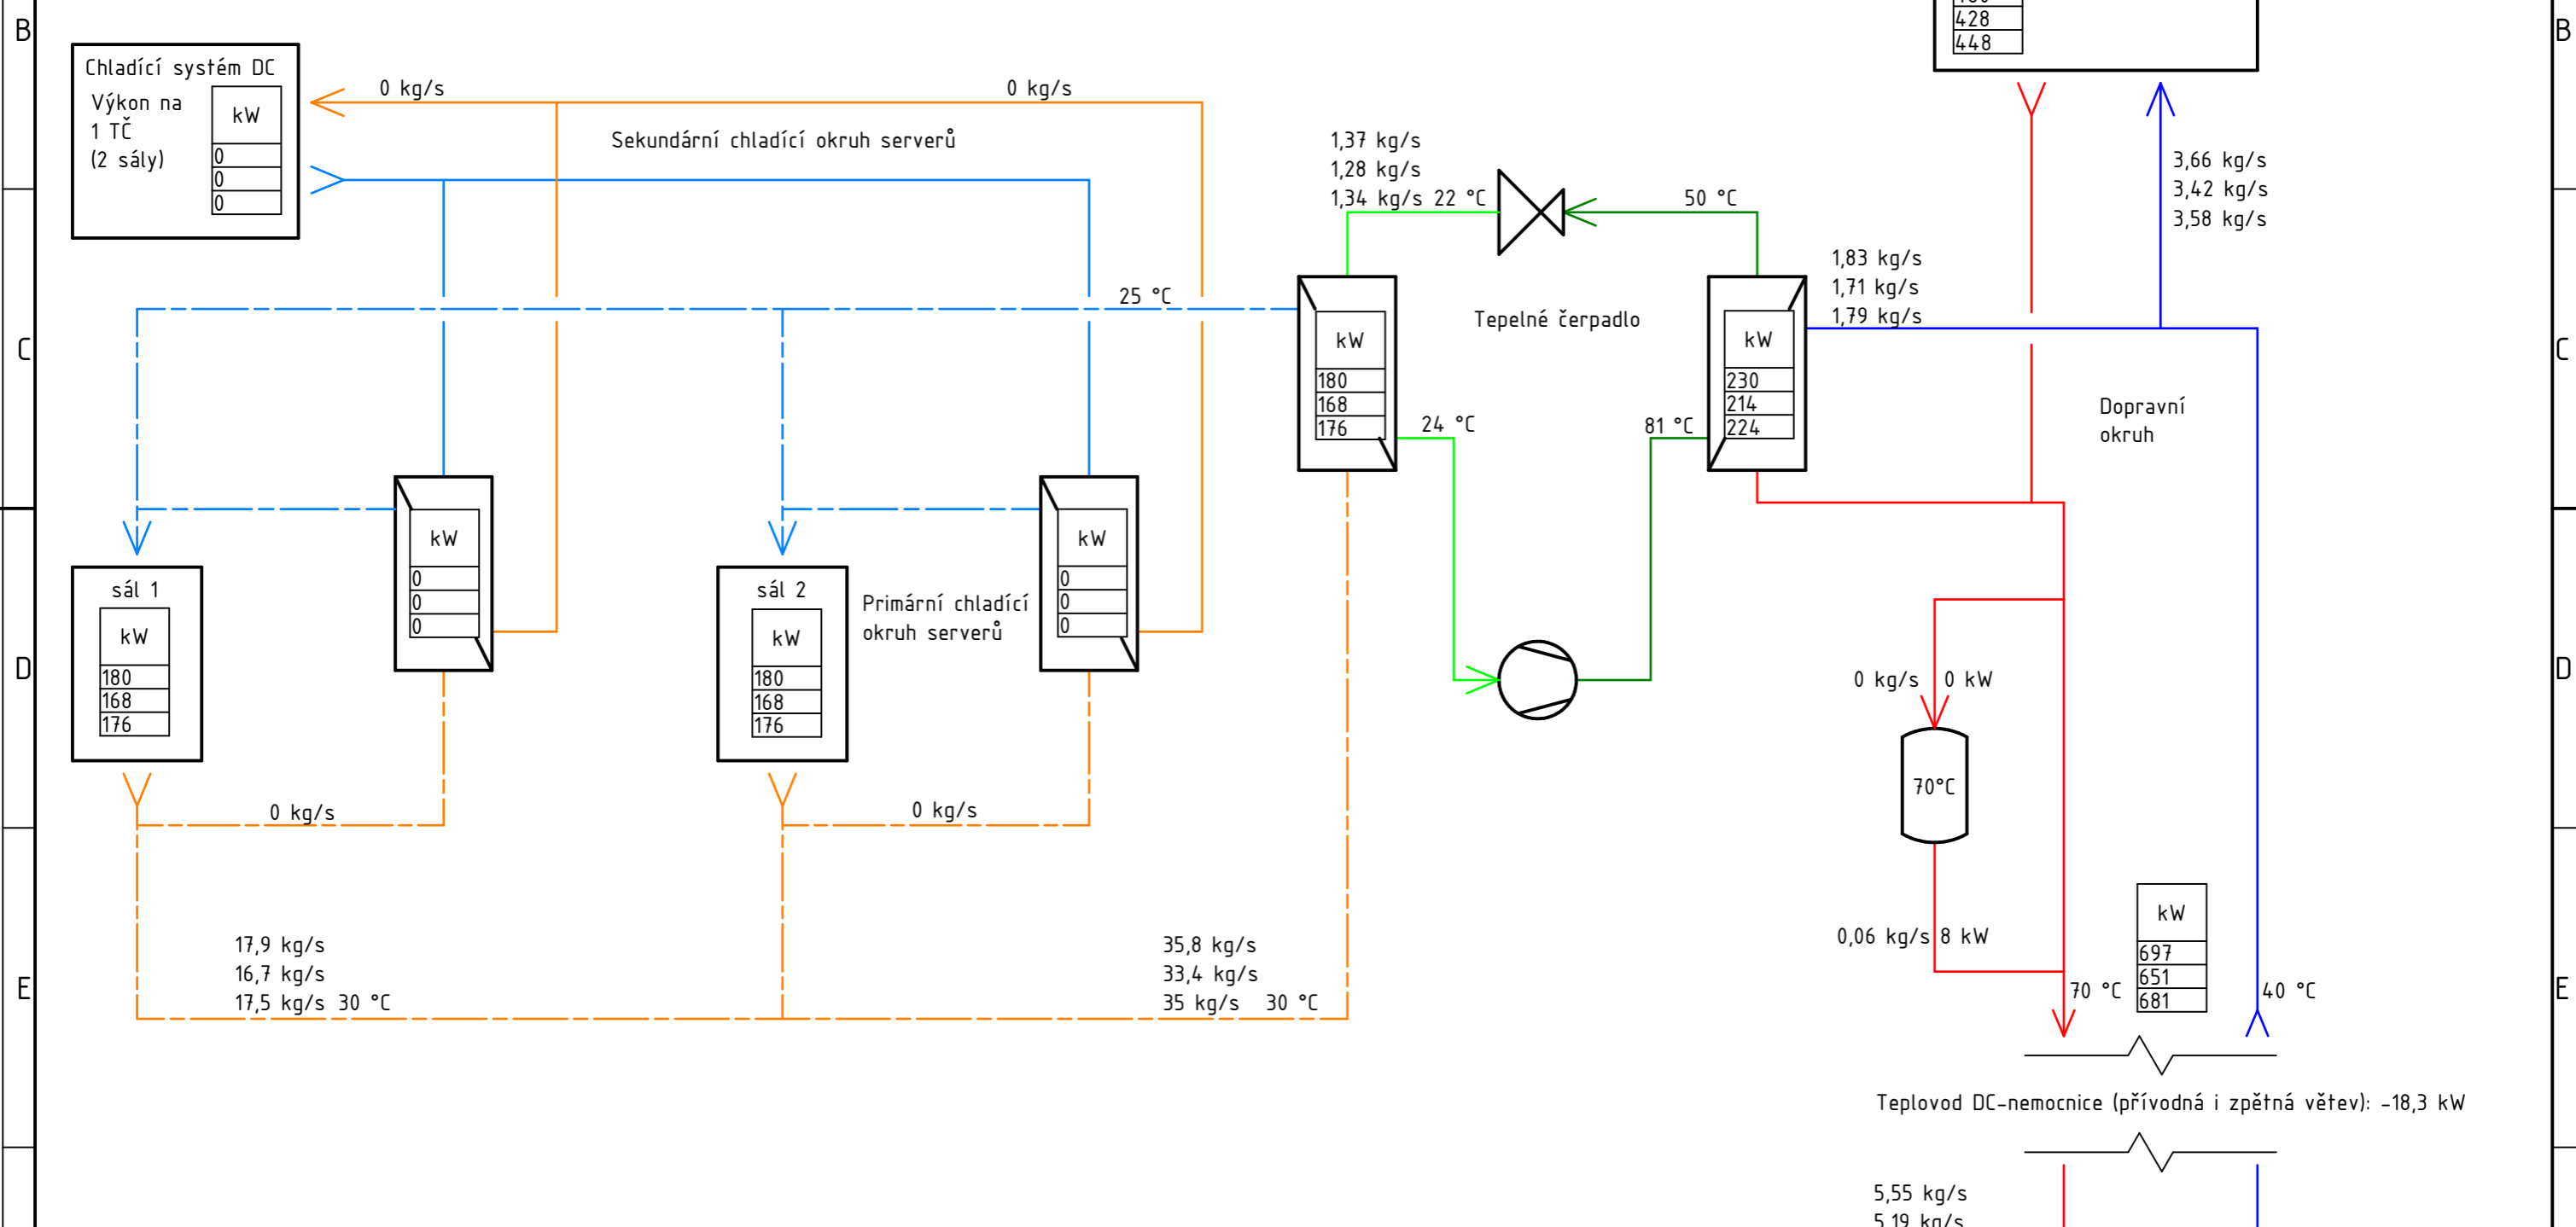 B
B
428
448
Chladící systém DC
Výkon na
1 TČ
(2 sály)
kW
0
0
0
0 kg/s
0 kg/s
Sekundární chladící okruh serverů
1,37 kg/s
1,28 kg/s
1,34 kg/s 22 °C
50 °C
3,66 kg/s
3,42 kg/s
3,58 kg/s
1,83 kg/s
1,71 kg/s
1,79 kg/s
25 °C
Tepelné čerpadlo
C
C
kW
180
168
176
kW
230
214
224
24 °C
81 °C
Dopravní
okruh
kW
0
0
0
kW
0
0
0
sál 1
kW
180
168
176
sál 2
kW
180
168
176
Primární chladící
okruh serverů
D
D
0 kg/s
0 kW
70°C
0 kg/s
0 kg/s
17,9 kg/s
16,7 kg/s
17,5 kg/s 30 °C
35,8 kg/s
33,4 kg/s
35 kg/s 30 °C
0,06 kg/s 8 kW
kW
697
651
681
70 °C
40 °C
E
E
Teplovod DC-nemocnice (přívodná i zpětná větev): -18,3 kW
5,55 kg/s
5,19 kg/s